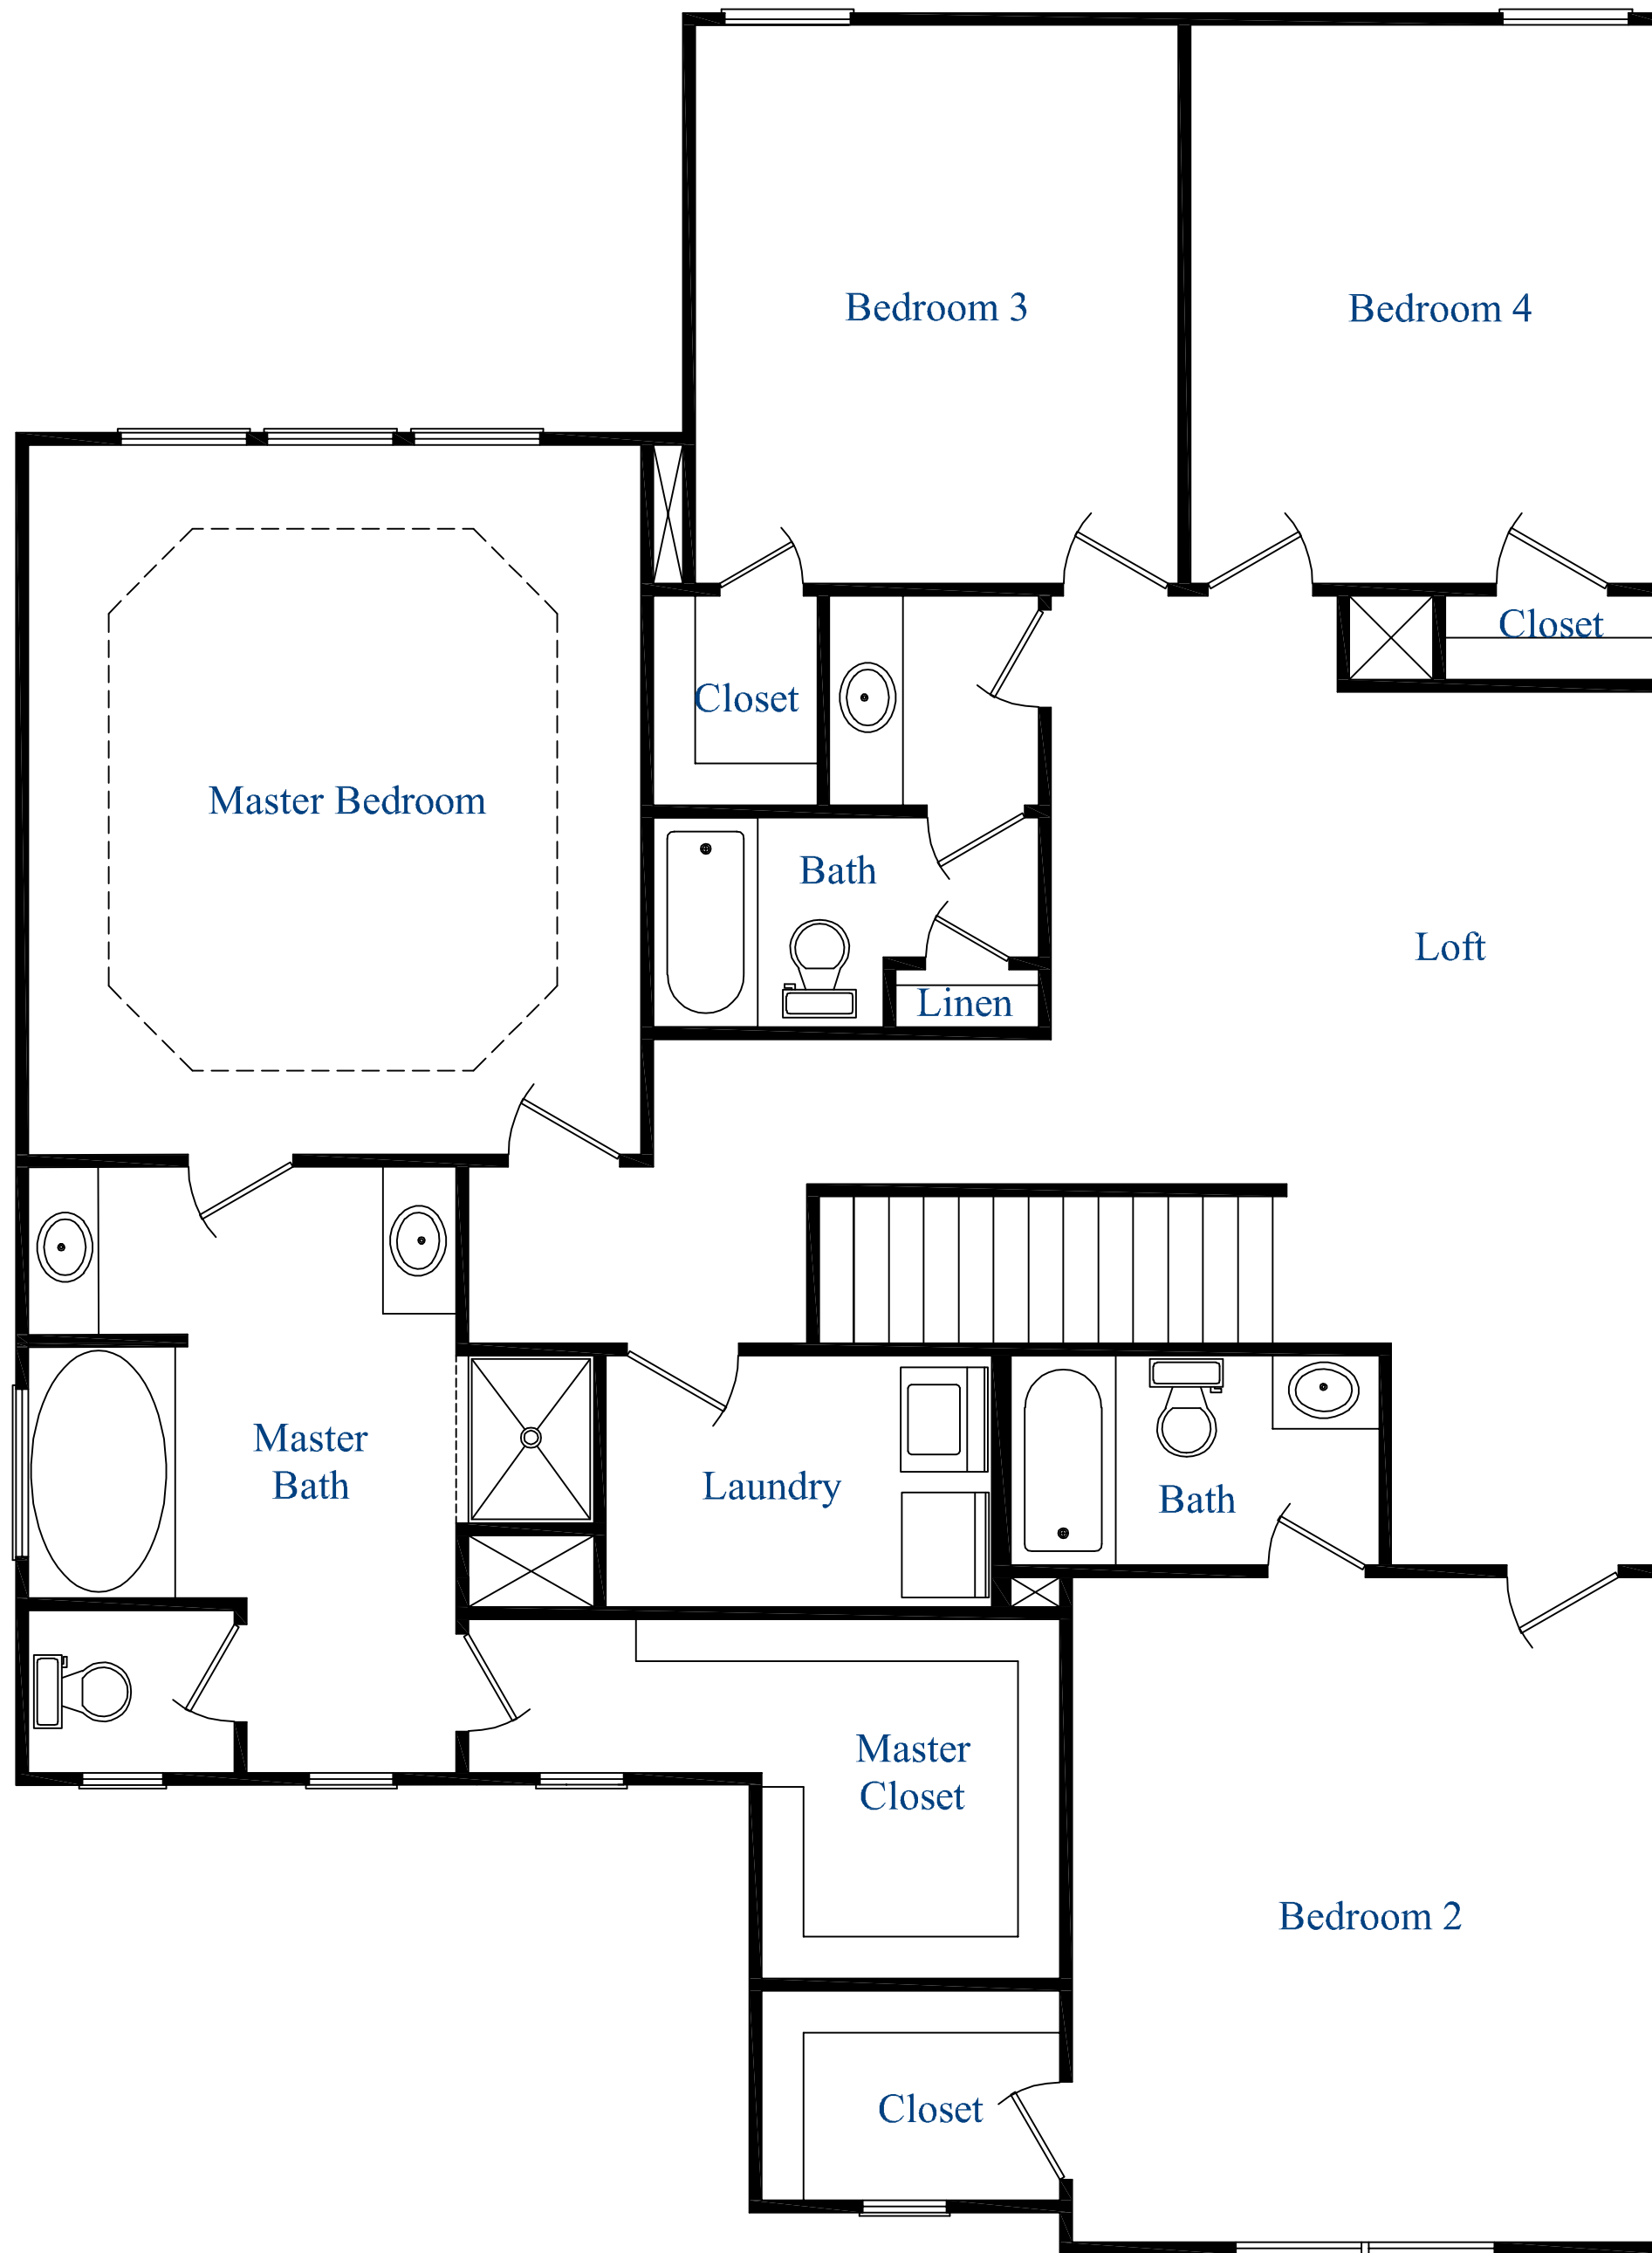 Bedroom 3
Bedroom 4
Closet
Closet
Master Bedroom
Bath
Loft
Linen
Master
Bath
Laundry
Bath
Master
Closet
Bedroom 2
Closet